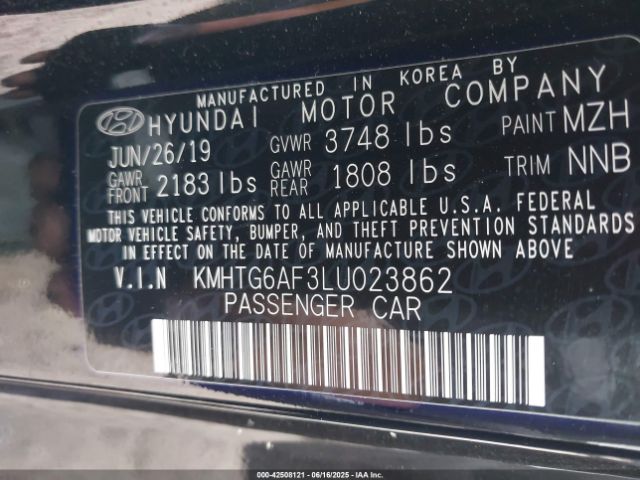 MANUFACTURED IN KOREA BY
HYUNDAI MOTOR COMPANY
JUN/26/19 GVWR 3748 lbs PAINT MZH
GAWR FRONT 2183 lbs GAWR REAR 1808 lbs TRIM NNB
THIS VEHICLE CONFORMS TO ALL APPLICABLE U.S.A. FEDERAL
MOTOR VEHICLE SAFETY, BUMPER, AND THEFT PREVENTION STANDARDS
IN EFFECT ON THE DATE OF MANUFACTURE SHOWN ABOVE
V.I.N KMHTG6AF3LU023862
PASSENGER CAR
000-42508121 - 06/16/2025 - IAA Inc.